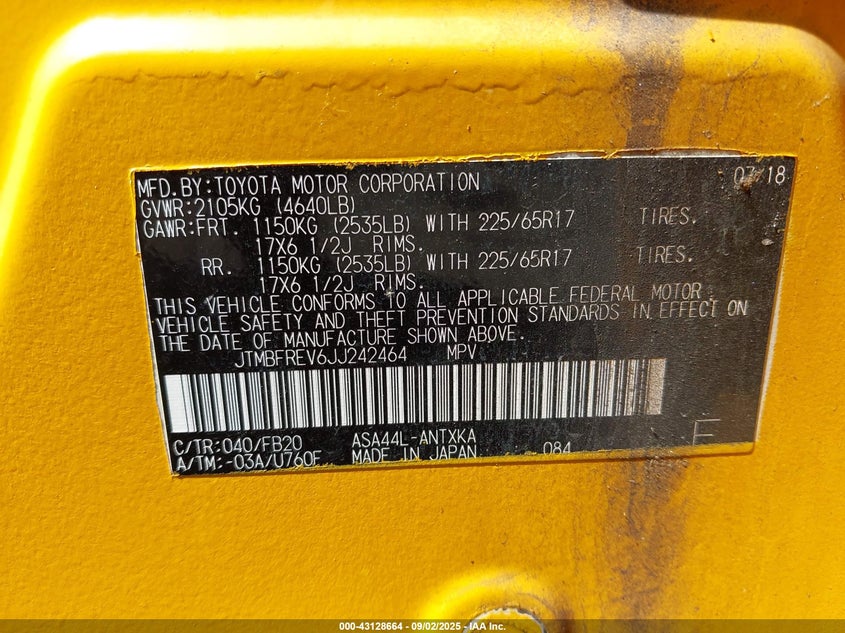 MFD.BY:TOYOTA MOTOR CORPORATION 07/18
GVWR:2105KG (4640LB)
GAWR:FRT. 1150KG (2535LB) WITH 225/65R17 TIRES.
17X6 1/2J RIMS.
RR. 1150KG (2535LB) WITH 225/65R17 TIRES.
17X6 1/2J RIMS.
THIS VEHICLE CONFORMS TO ALL APPLICABLE FEDERAL MOTOR
VEHICLE SAFETY AND THEFT PREVENTION STANDARDS IN EFFECT ON
THE DATE OF MANUFACTURE SHOWN ABOVE.
JTMBFREV6JJ242464 MPV
C/TR:040/FB20 ASA44L-ANTXKA
A/TM:-03A/U760F MADE IN JAPAN 084
000-43128664 | 09/02/2025 | IAA Inc.